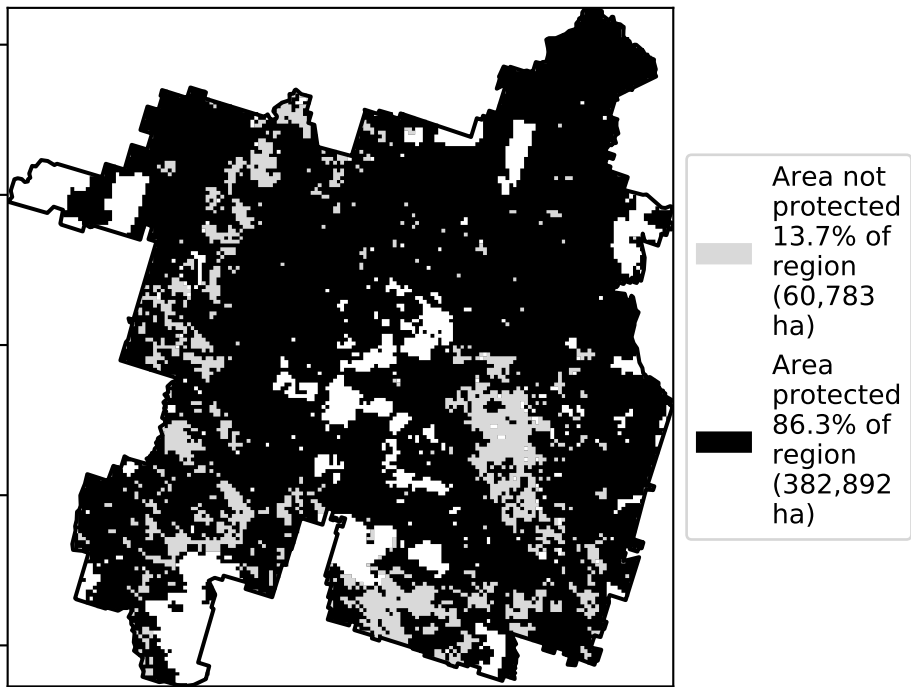 Area not
protected
13.7% of
region
(60,783
ha)
Area
protected
86.3% of
region
(382,892
ha)